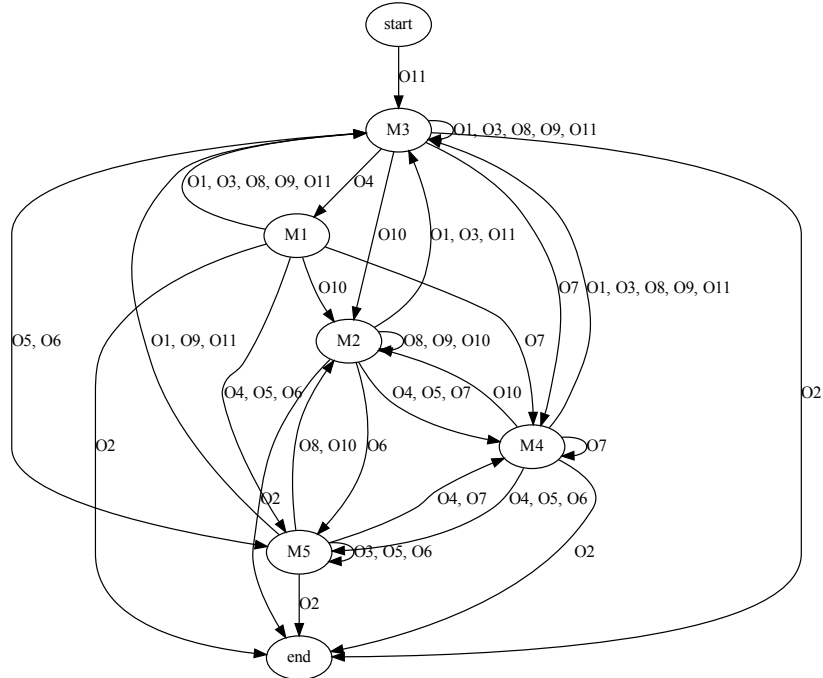 start
O11
M3
O1, O3, O8, O9, O11
O1, O3, O8, O9, O11
O4
M1
O10
O1, O3, O11
O7
O1, O3, O8, O9, O11
O10
O5, O6
O1, O9, O11
M2
O8, O9, O10
O7
O2
O4, O5, O6
O4, O5, O7
O10
O2
O8, O10
O6
M4
O7
O2
O4, O7
O4, O5, O6
M5
O3, O5, O6
O2
O2
end